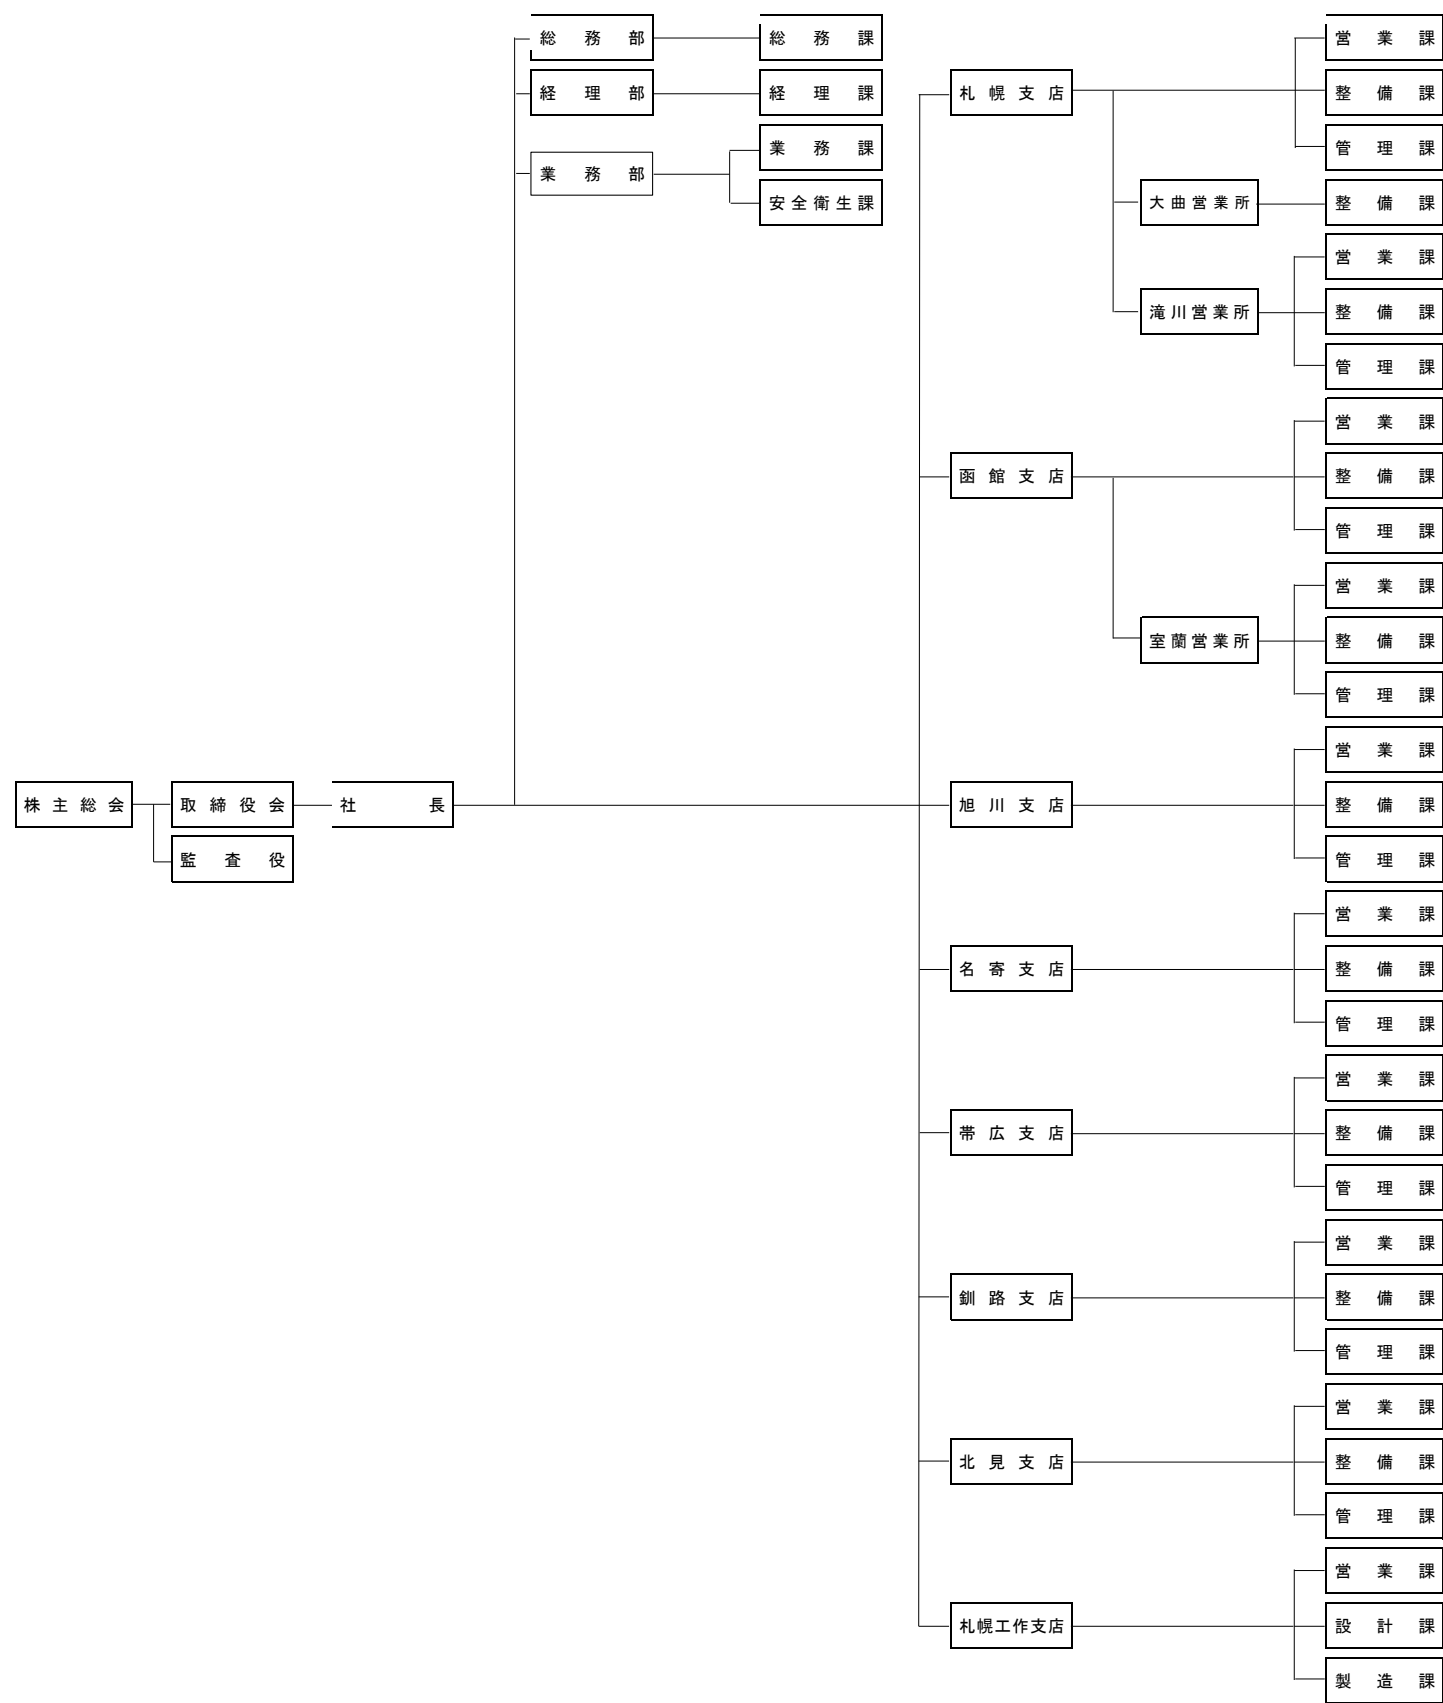 総務部 総務課 営業課
経理部 経理課 札幌支店 整備課
業務課 管理課
業務部
安全衛生課 大曲営業所 整備課
営業課
滝川営業所 整備課
管理課
営業課
函館支店 整備課
管理課
営業課
室蘭営業所 整備課
管理課
営業課
株主総会 取締役会 社長 旭川支店 整備課
監査役 管理課
営業課
名寄支店 整備課
管理課
営業課
帯広支店 整備課
管理課
営業課
釧路支店 整備課
管理課
営業課
北見支店 整備課
管理課
営業課
札幌工作支店 設計課
製造課